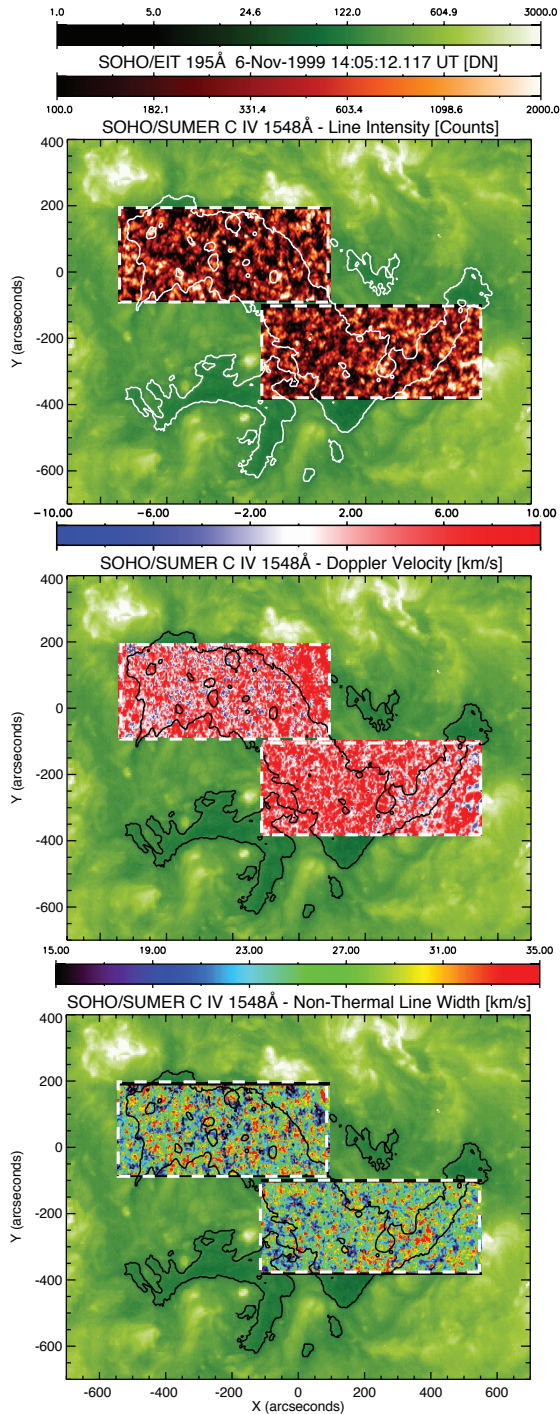 1.0 5.0 24.7 122.0 604.9 3000.0
SOHO/EIT 195Å 6-Nov-1999 14:05:12.117 UT [DN]
100.0 182.1 331.4 603.4 1098.6 2000.0
SOHO/SUMER C IV 1548Å - Line Intensity [Counts]
400
200
0
-200
-400
-600
Y (arcseconds)
-10.00 -6.00 -2.00 2.00 6.00 10.00
SOHO/SUMER C IV 1548Å - Doppler Velocity [km/s]
400
200
0
-200
-400
-600
Y (arcseconds)
15.00 19.00 23.00 27.00 31.00 35.00
SOHO/SUMER C IV 1548Å - Non-Thermal Line Width [km/s]
400
200
0
-200
-400
-600
Y (arcseconds)
-600 -400 -200 0 200 400 600
X (arcseconds)